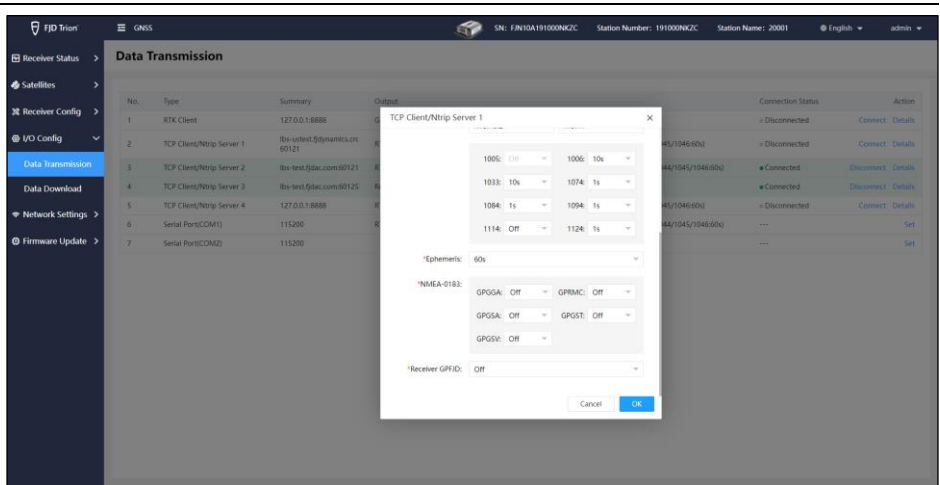 FJD Trion
GNSS
SN: FJN10A191000NKZC
Station Number: 191000NKZC
Station Name: 20001
English
admin
Receiver Status
Satellites
Receiver Config
I/O Config
Data Transmission
Data Download
Network Settings
Firmware Update
Data Transmission
No. Type Summary Output Connection Status Action
1 RTK Client 127.0.0.1:8888 Disconnected Connect Details
2 TCP Client/Ntrip Server 1 60121 Disconnected Connect Details
3 TCP Client/Ntrip Server 2 lbs-test.fjdac.com:60121 Connected Disconnect Details
4 TCP Client/Ntrip Server 3 lbs-test.fjdac.com:60125 Connected Disconnect Details
5 TCP Client/Ntrip Server 4 127.0.0.1:8888 Disconnected Connect Details
6 Serial Port(COM1) 115200 --- Set
7 Serial Port(COM2) 115200 --- Set
TCP Client/Ntrip Server 1
1005: Off 1006: 10s
1033: 10s 1074: 1s
1084: 1s 1094: 1s
1114: Off 1124: 1s
*Ephemeris: 60s
*NMEA-0183:
GPGGA: Off GPRMC: Off
GPGSA: Off GPGST: Off
GPGSV: Off
*Receiver GPFJD: Off
Cancel OK